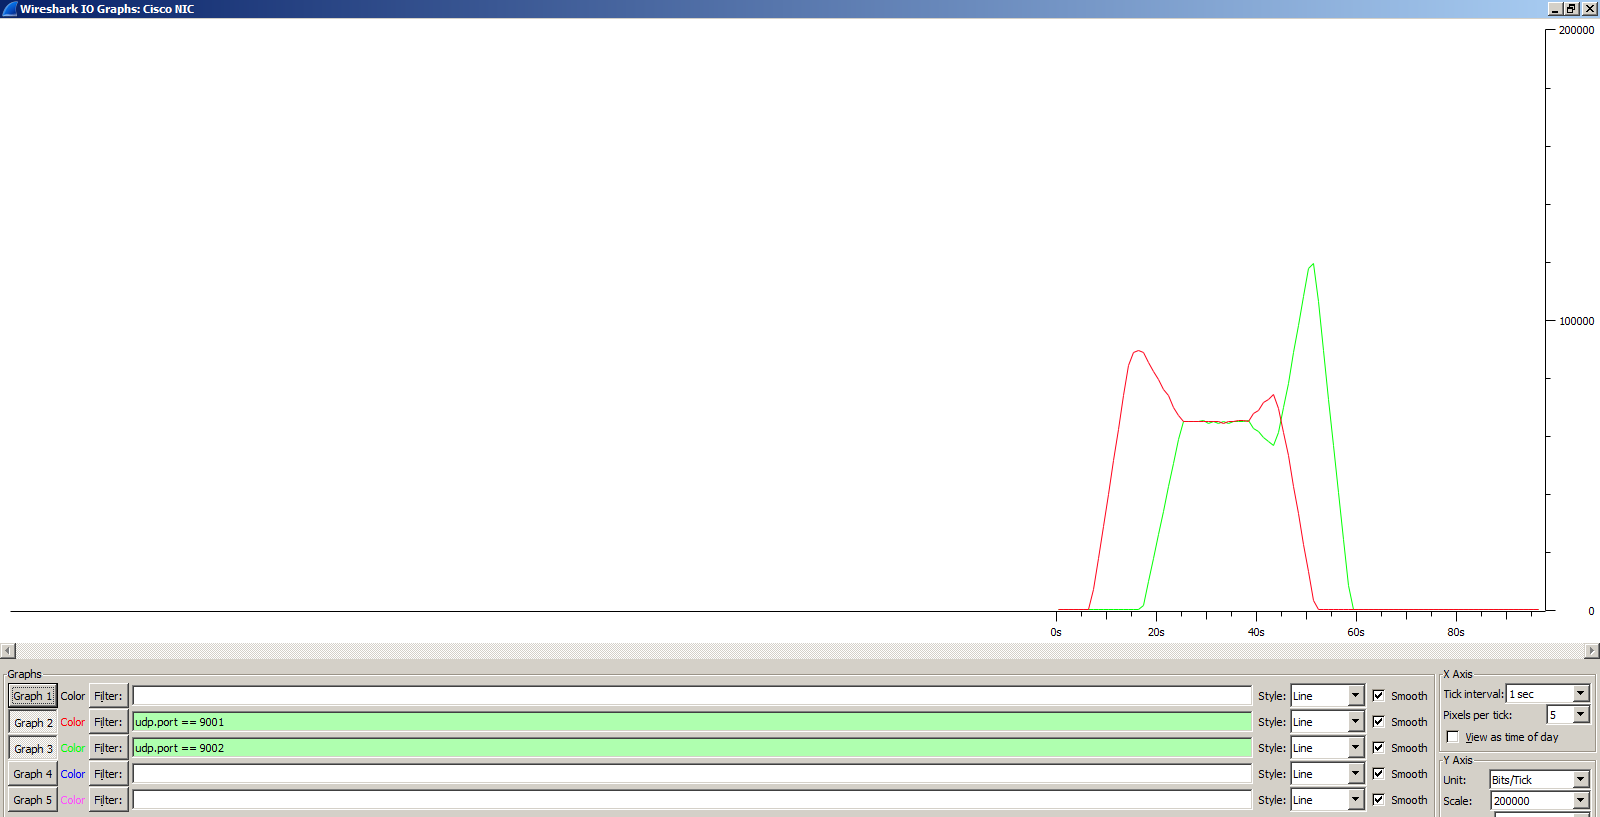 Wireshark IO Graphs: Cisco NIC
200000
100000
0
0s 20s 40s 60s 80s
Graphs
Graph 1 Color Filter: Style: Line Smooth
Graph 2 Color Filter: udp.port == 9001 Style: Line Smooth
Graph 3 Color Filter: udp.port == 9002 Style: Line Smooth
Graph 4 Color Filter: Style: Line Smooth
Graph 5 Color Filter: Style: Line Smooth
X Axis
Tick interval: 1 sec
Pixels per tick: 5
View as time of day
Y Axis
Unit: Bits/Tick
Scale: 200000